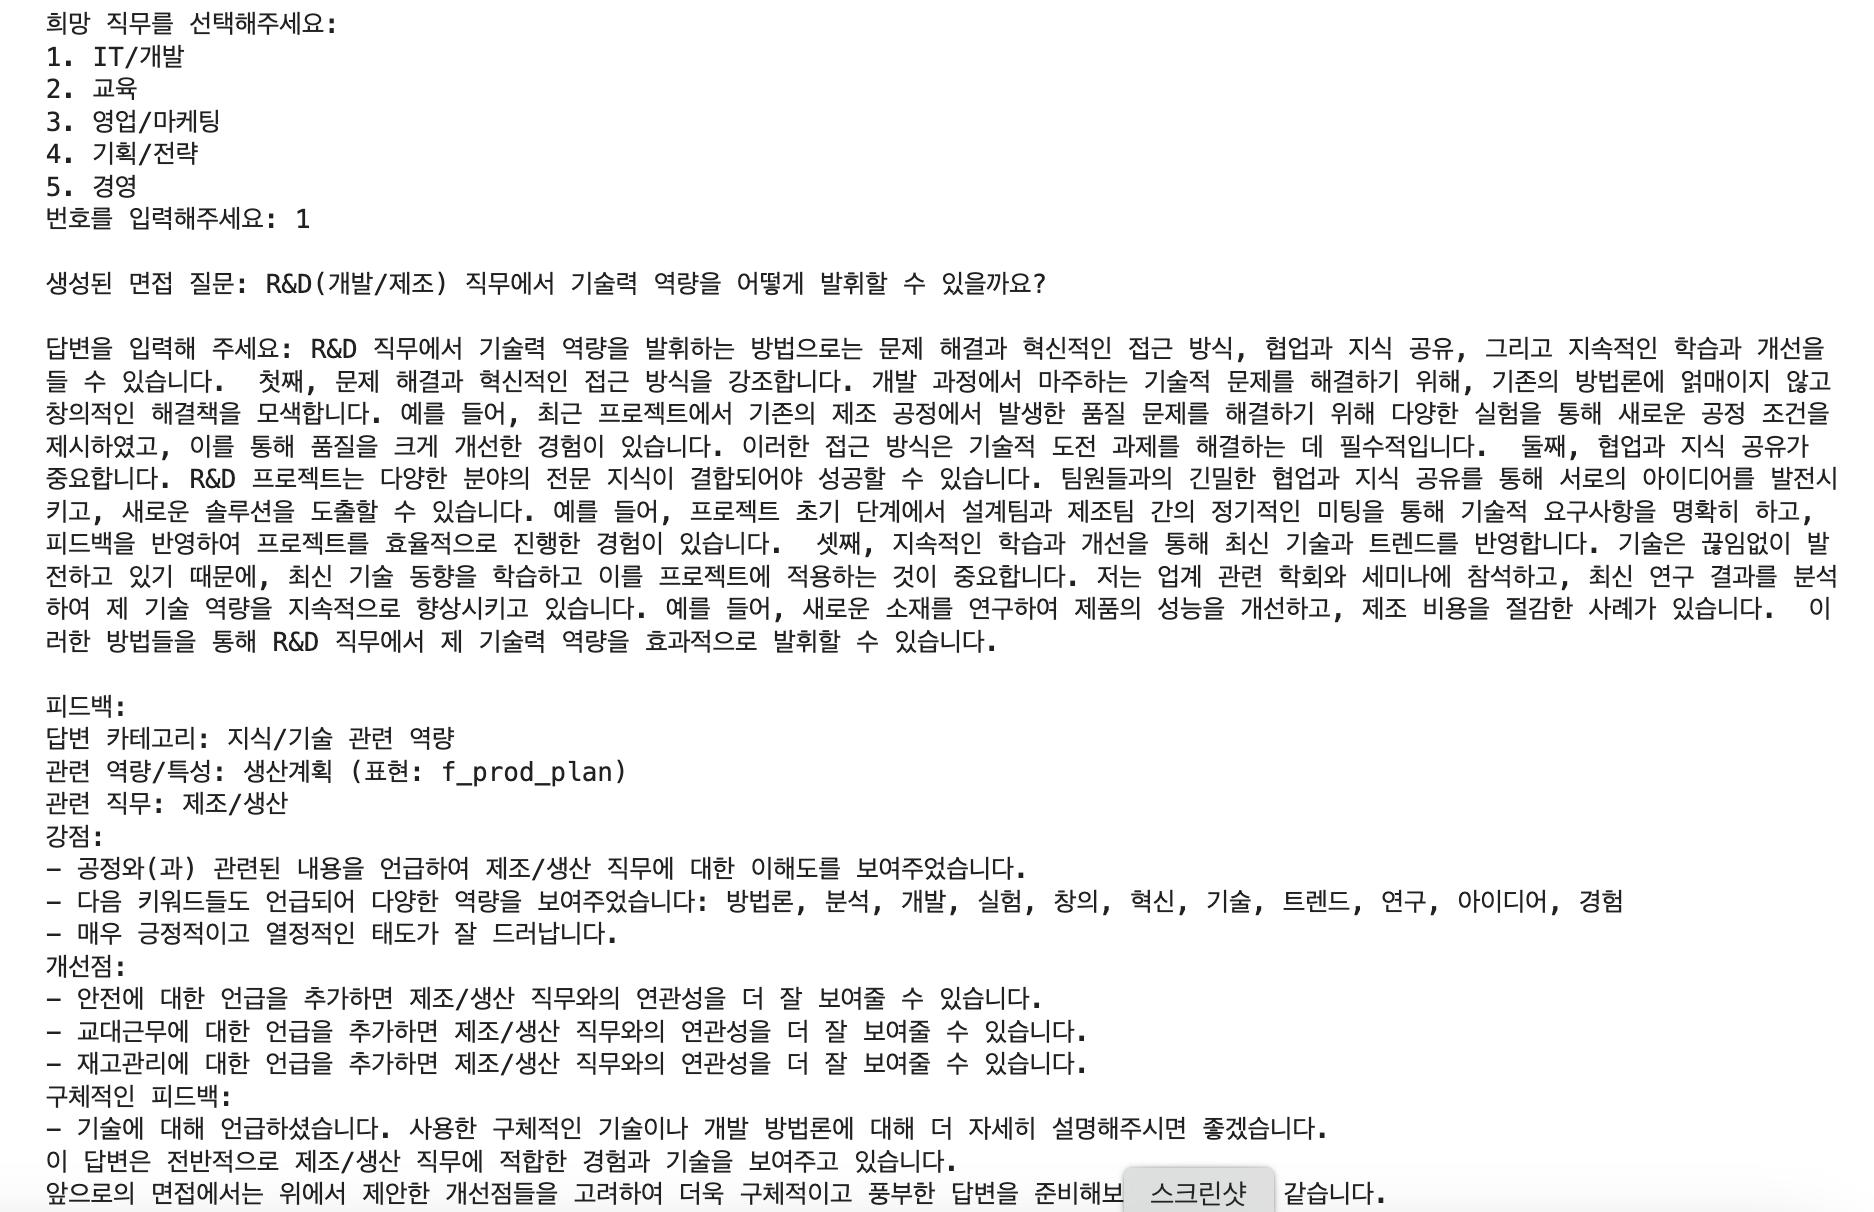 희망 직무를 선택해주세요:
1. IT/개발
2. 교육
3. 영업/마케팅
4. 기획/전략
5. 경영
번호를 입력해주세요: 1
생성된 면접 질문: R&D(개발/제조) 직무에서 기술력 역량을 어떻게 발휘할 수 있을까요?
답변을 입력해 주세요: R&D 직무에서 기술력 역량을 발휘하는 방법으로는 문제 해결과 혁신적인 접근 방식, 협업과 지식 공유, 그리고 지속적인 학습과 개선을
들 수 있습니다.  첫째, 문제 해결과 혁신적인 접근 방식을 강조합니다. 개발 과정에서 마주하는 기술적 문제를 해결하기 위해, 기존의 방법론에 얽매이지 않고
창의적인 해결책을 모색합니다. 예를 들어, 최근 프로젝트에서 기존의 제조 공정에서 발생한 품질 문제를 해결하기 위해 다양한 실험을 통해 새로운 공정 조건을
제시하였고, 이를 통해 품질을 크게 개선한 경험이 있습니다. 이러한 접근 방식은 기술적 도전 과제를 해결하는 데 필수적입니다.  둘째, 협업과 지식 공유가
중요합니다. R&D 프로젝트는 다양한 분야의 전문 지식이 결합되어야 성공할 수 있습니다. 팀원들과의 긴밀한 협업과 지식 공유를 통해 서로의 아이디어를 발전시
키고, 새로운 솔루션을 도출할 수 있습니다. 예를 들어, 프로젝트 초기 단계에서 설계팀과 제조팀 간의 정기적인 미팅을 통해 기술적 요구사항을 명확히 하고,
피드백을 반영하여 프로젝트를 효율적으로 진행한 경험이 있습니다.  셋째, 지속적인 학습과 개선을 통해 최신 기술과 트렌드를 반영합니다. 기술은 끊임없이 발
전하고 있기 때문에, 최신 기술 동향을 학습하고 이를 프로젝트에 적용하는 것이 중요합니다. 저는 업계 관련 학회와 세미나에 참석하고, 최신 연구 결과를 분석
하여 제 기술 역량을 지속적으로 향상시키고 있습니다. 예를 들어, 새로운 소재를 연구하여 제품의 성능을 개선하고, 제조 비용을 절감한 사례가 있습니다.  이
러한 방법들을 통해 R&D 직무에서 제 기술력 역량을 효과적으로 발휘할 수 있습니다.
피드백:
답변 카테고리: 지식/기술 관련 역량
관련 역량/특성: 생산계획 (표현: f_prod_plan)
관련 직무: 제조/생산
강점:
- 공정와(과) 관련된 내용을 언급하여 제조/생산 직무에 대한 이해도를 보여주었습니다.
- 다음 키워드들도 언급되어 다양한 역량을 보여주었습니다: 방법론, 분석, 개발, 실험, 창의, 혁신, 기술, 트렌드, 연구, 아이디어, 경험
- 매우 긍정적이고 열정적인 태도가 잘 드러납니다.
개선점:
- 안전에 대한 언급을 추가하면 제조/생산 직무와의 연관성을 더 잘 보여줄 수 있습니다.
- 교대근무에 대한 언급을 추가하면 제조/생산 직무와의 연관성을 더 잘 보여줄 수 있습니다.
- 재고관리에 대한 언급을 추가하면 제조/생산 직무와의 연관성을 더 잘 보여줄 수 있습니다.
구체적인 피드백:
- 기술에 대해 언급하셨습니다. 사용한 구체적인 기술이나 개발 방법론에 대해 더 자세히 설명해주시면 좋겠습니다.
이 답변은 전반적으로 제조/생산 직무에 적합한 경험과 기술을 보여주고 있습니다.
앞으로의 면접에서는 위에서 제안한 개선점들을 고려하여 더욱 구체적이고 풍부한 답변을 준비해보 스크린샷 같습니다.